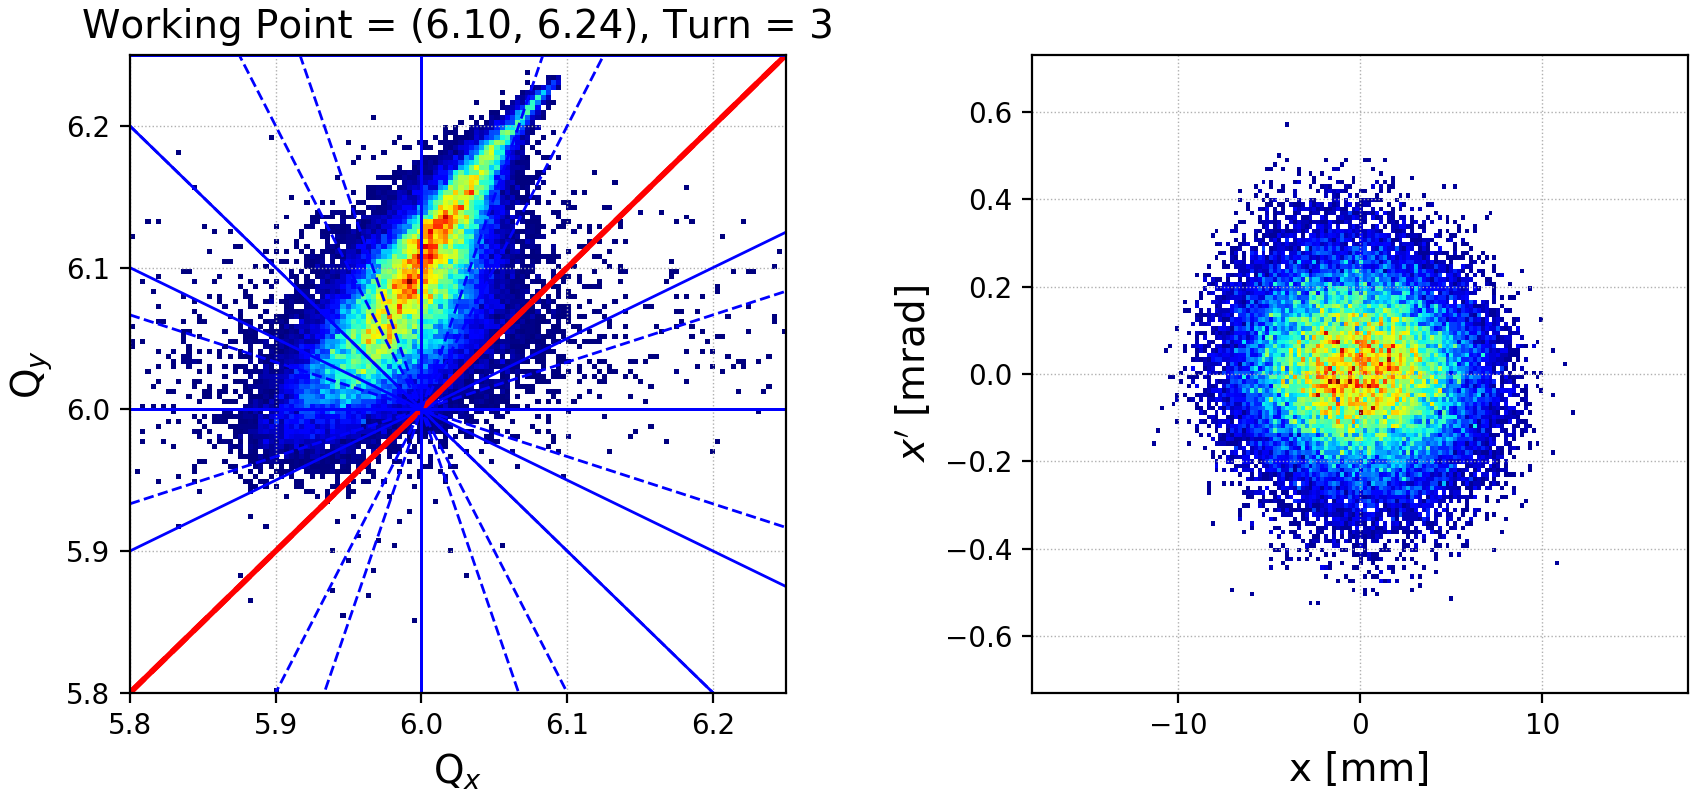 Working Point = (6.10, 6.24), Turn = 3
6.2
6.1
6.0
5.9
5.8
Q_y
5.8 5.9 6.0 6.1 6.2
Q_x
0.6
0.4
0.2
0.0
−0.2
−0.4
−0.6
x′ [mrad]
−10 0 10
x [mm]